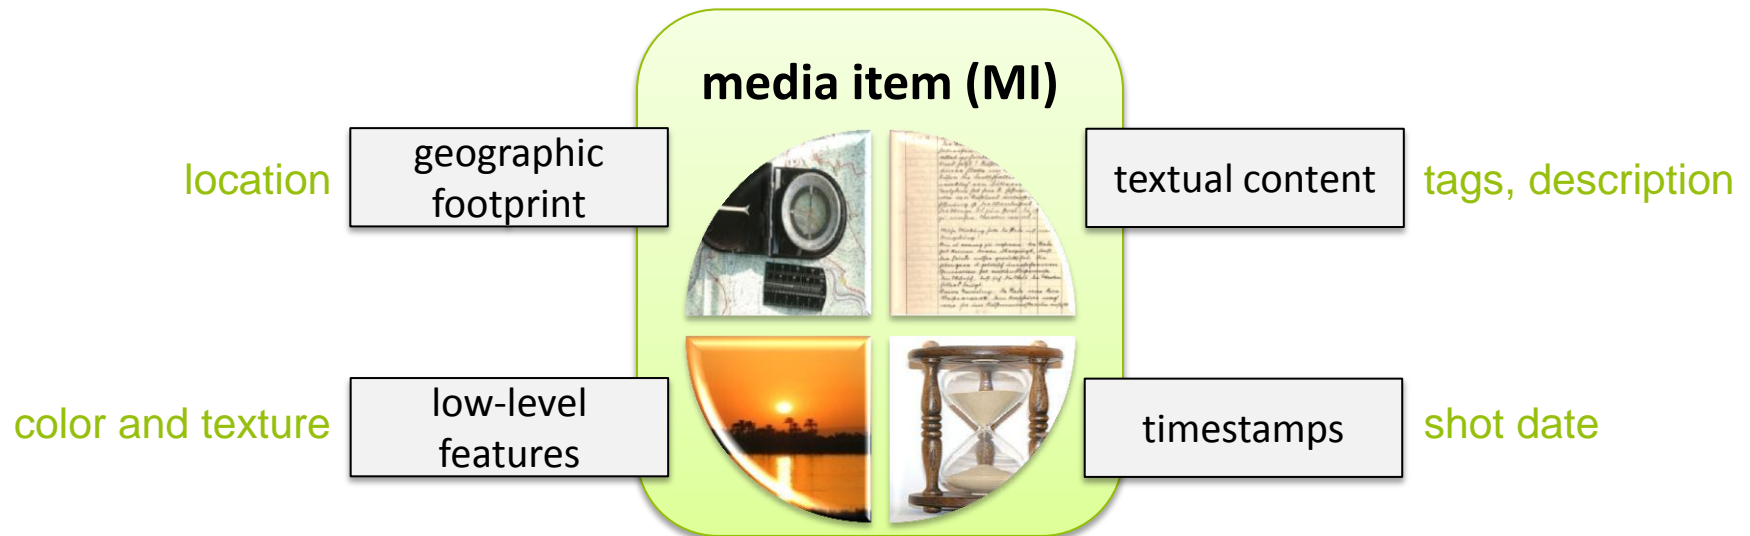 media item (MI)
location
geographic
footprint
textual content
tags, description
color and texture
low-level
features
timestamps
shot date